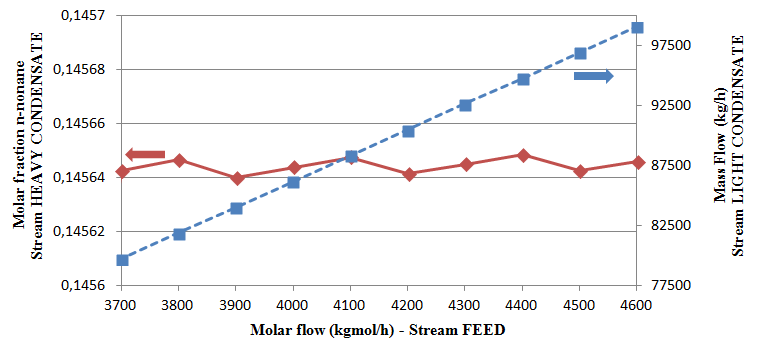 Molar fraction n-nonane
Stream HEAVY CONDENSATE
0,1457
0,14568
0,14566
0,14564
0,14562
0,1456
97500
92500
87500
82500
77500
Mass Flow (kg/h)
Stream LIGHT CONDENSATE
3700 3800 3900 4000 4100 4200 4300 4400 4500 4600
Molar flow (kgmol/h) - Stream FEED